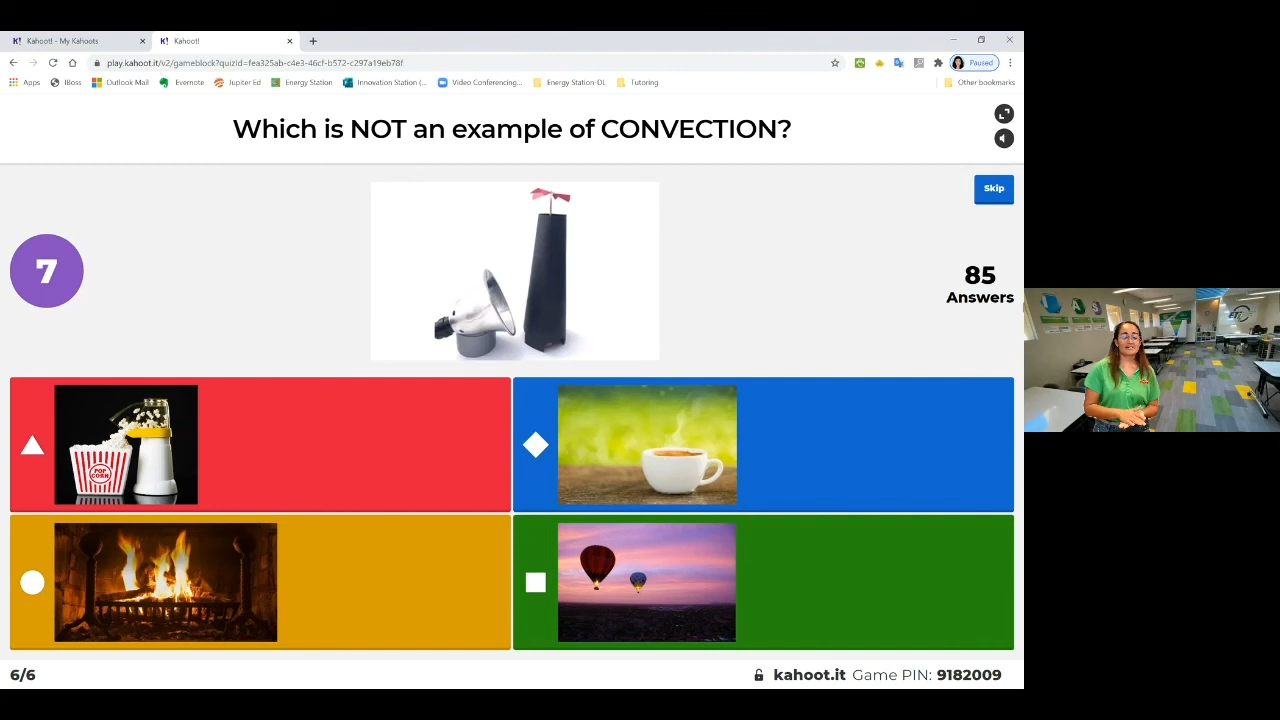 K! Kahoot! - My Kahoots
K! Kahoot!
play.kahoot.it/v2/gameblock?quizId=fea325ab-c4e3-46cf-b572-c297a19eb78f
Paused
Apps IBoss Outlook Mail Evernote Jupiter Ed Energy Station Innovation Station (... Video Conferencing... Energy Station-DL Tutoring Other bookmarks
Which is NOT an example of CONVECTION?
Skip
7
85
Answers
POP
CORN
6/6
kahoot.it Game PIN: 9182009